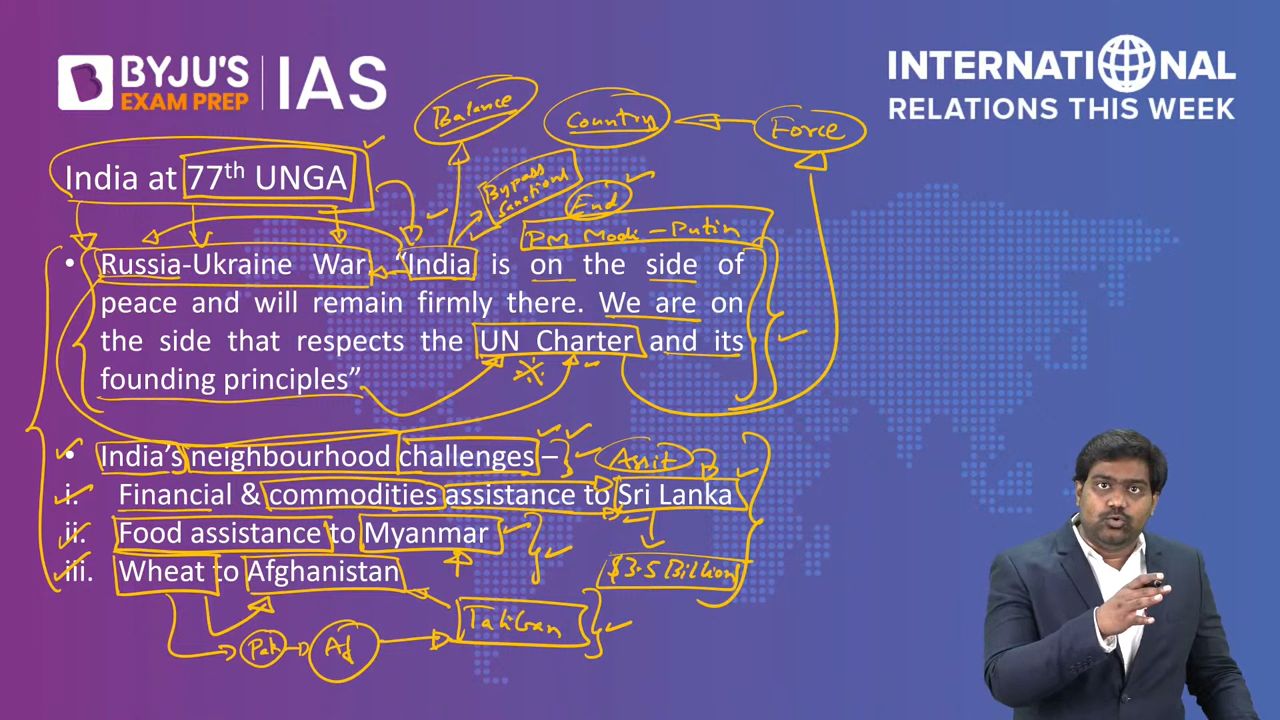 BYJU'S
EXAM PREP
IAS
INTERNATIONAL
RELATIONS THIS WEEK
Balance
Country
Force
India at 77th UNGA
Bypass
Sanctions
End
PM Modi – Putin
• Russia-Ukraine War "India is on the side of
peace and will remain firmly there. We are on
the side that respects the UN Charter and its
founding principles"
• India's neighbourhood challenges –
Assit
i. Financial & commodities assistance to Sri Lanka
ii. Food assistance to Myanmar
iii. Wheat to Afghanistan
$3.5 Billion
Taliban
Pak
Af